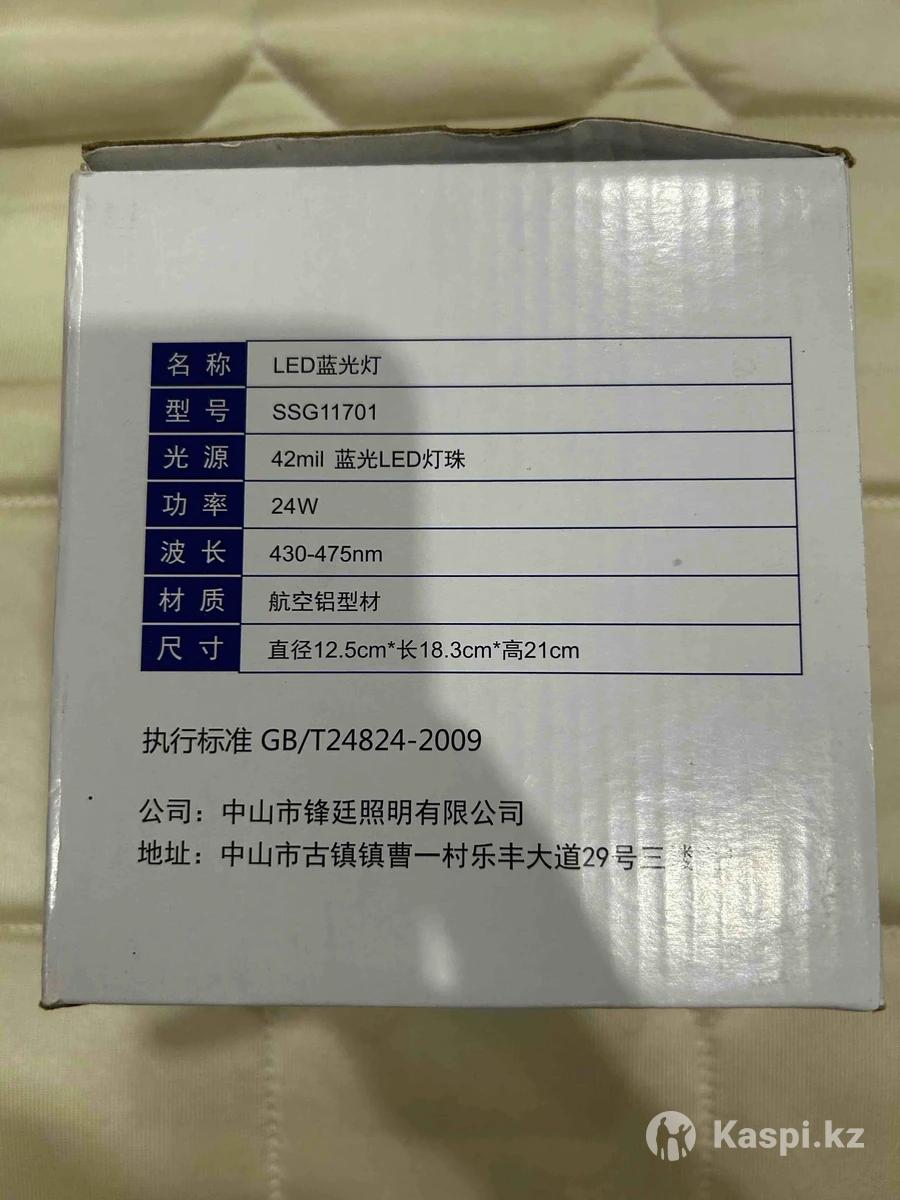 名称 LED蓝光灯
型号 SSG11701
光源 42mil 蓝光LED灯珠
功率 24W
波长 430-475nm
材质 航空铝型材
尺寸 直径12.5cm*长18.3cm*高21cm
执行标准 GB/T24824-2009
公司：中山市锋廷照明有限公司
地址：中山市古镇镇曹一村乐丰大道29号三
Kaspi.kz